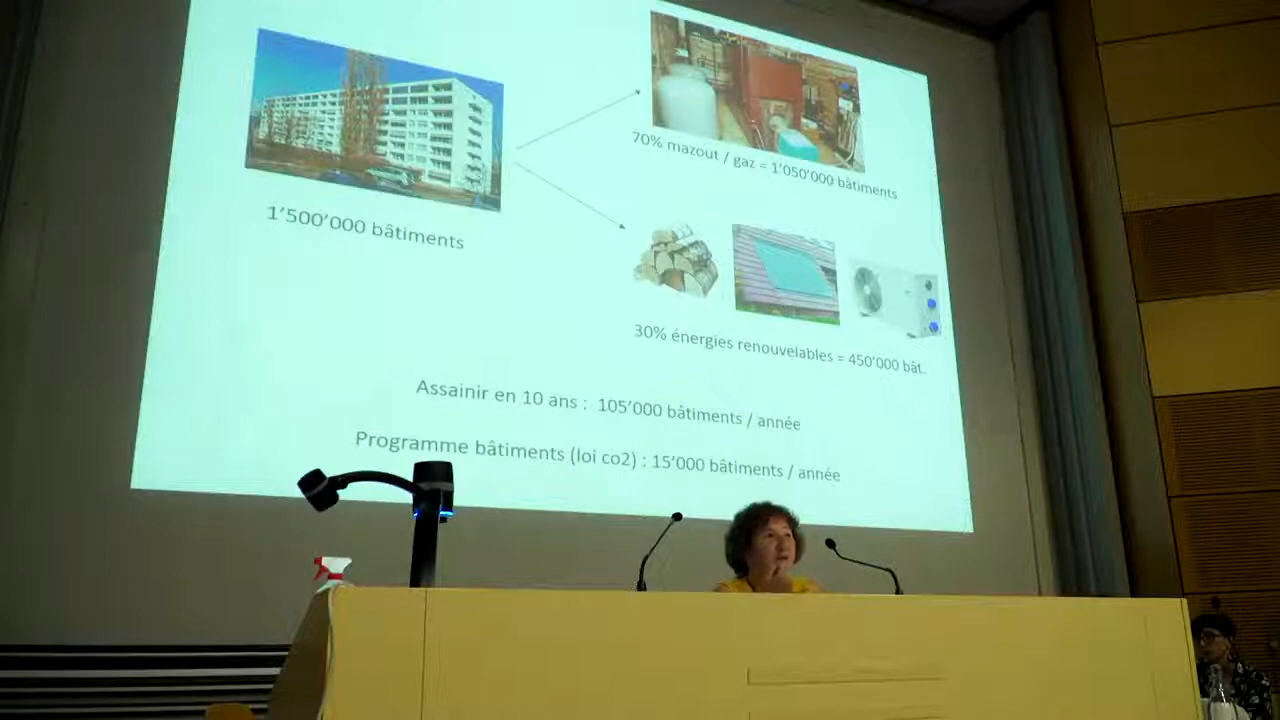 70% mazout / gaz = 1'050'000 bâtiments
1'500'000 bâtiments
30% énergies renouvelables = 450'000 bât.
Assainir en 10 ans : 105'000 bâtiments / année
Programme bâtiments (loi co2) : 15'000 bâtiments / année